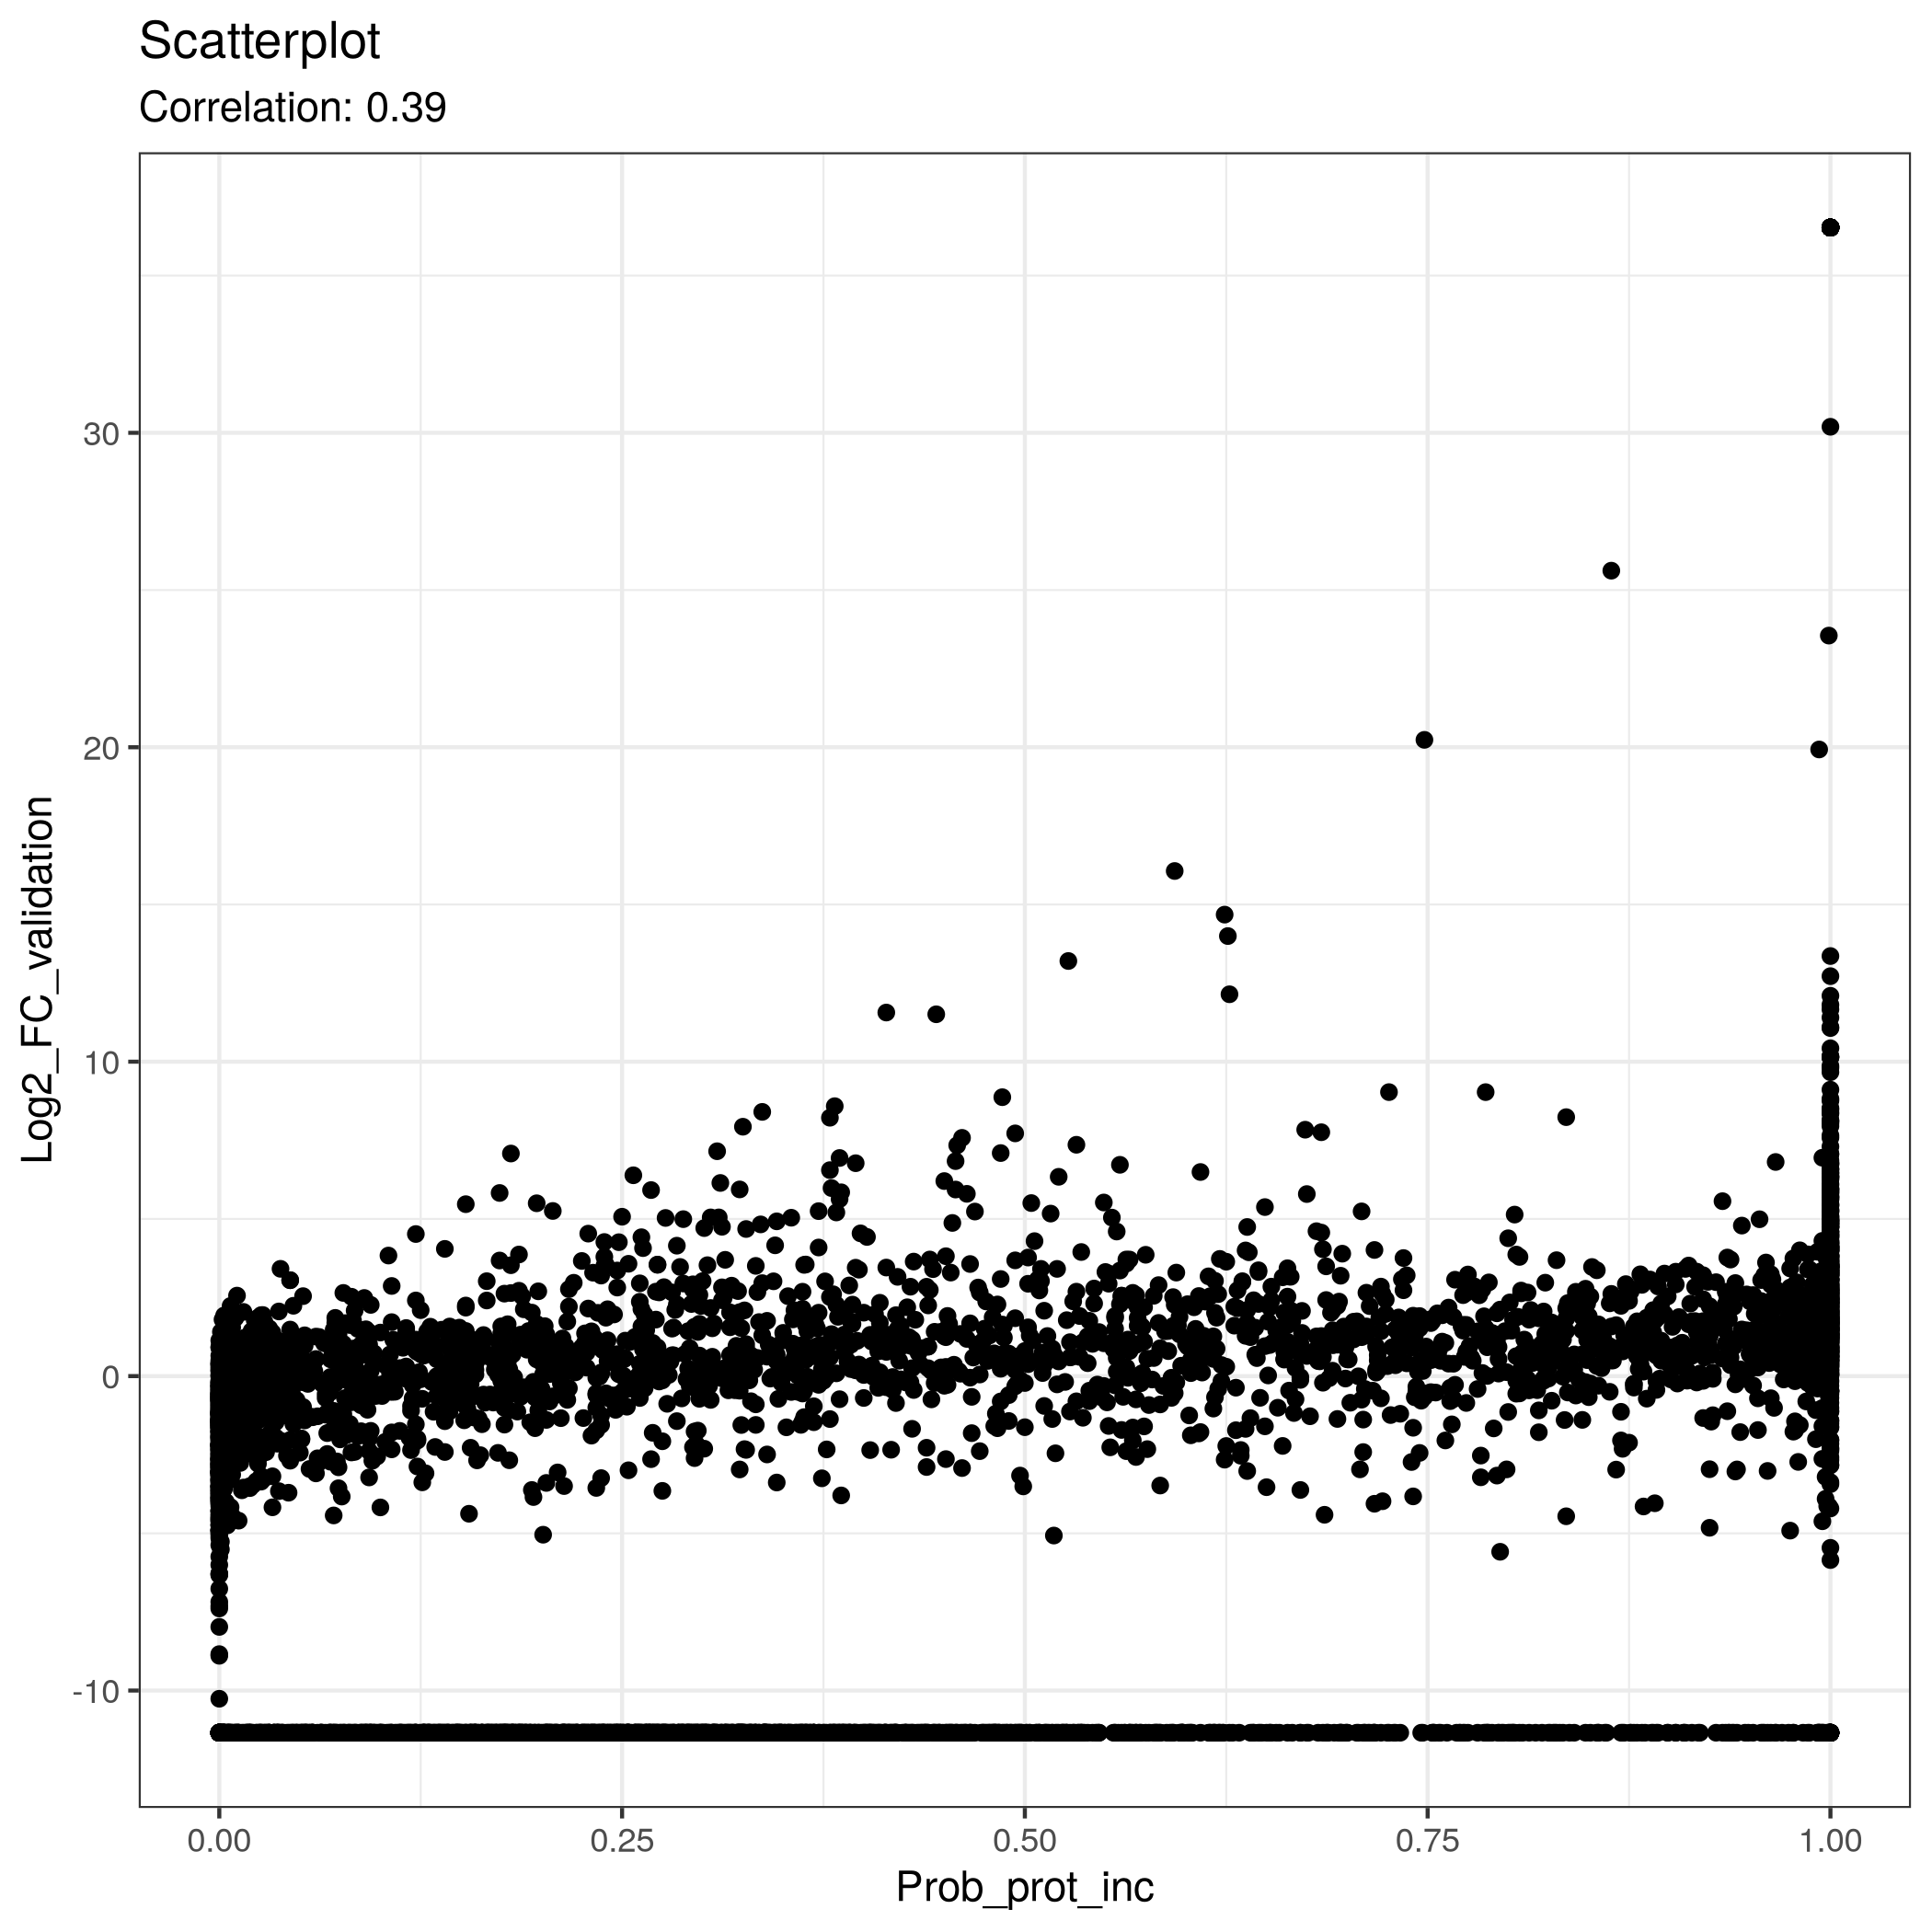 Scatterplot
Correlation: 0.39
Log2_FC_validation
30
20
10
0
-10
0.00 0.25 0.50 0.75 1.00
Prob_prot_inc